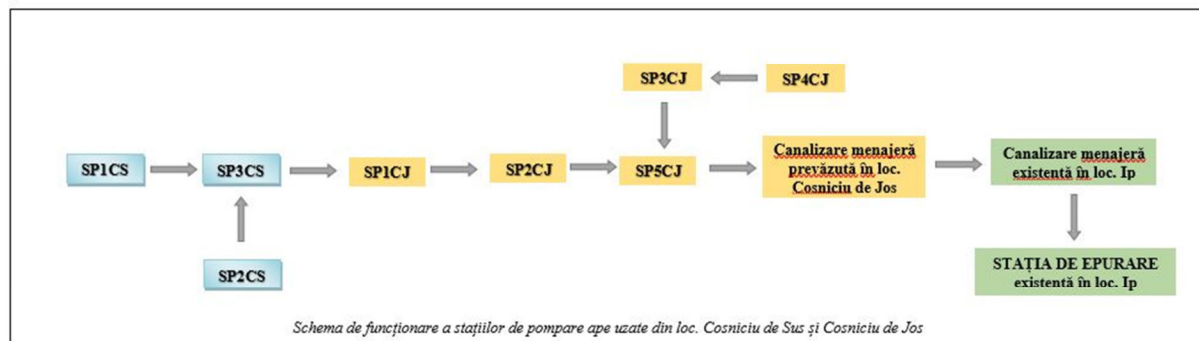 SP3CJ
SP4CJ
SP1CS
SP3CS
SP1CJ
SP2CJ
SP5CJ
Canalizare menajeră
prevăzută în loc.
Cosniciu de Jos
Canalizare menajeră
existentă în loc. Ip
SP2CS
STAȚIA DE EPURARE
existentă în loc. Ip
Schema de funcționare a stațiilor de pompare ape uzate din loc. Cosniciu de Sus și Cosniciu de Jos